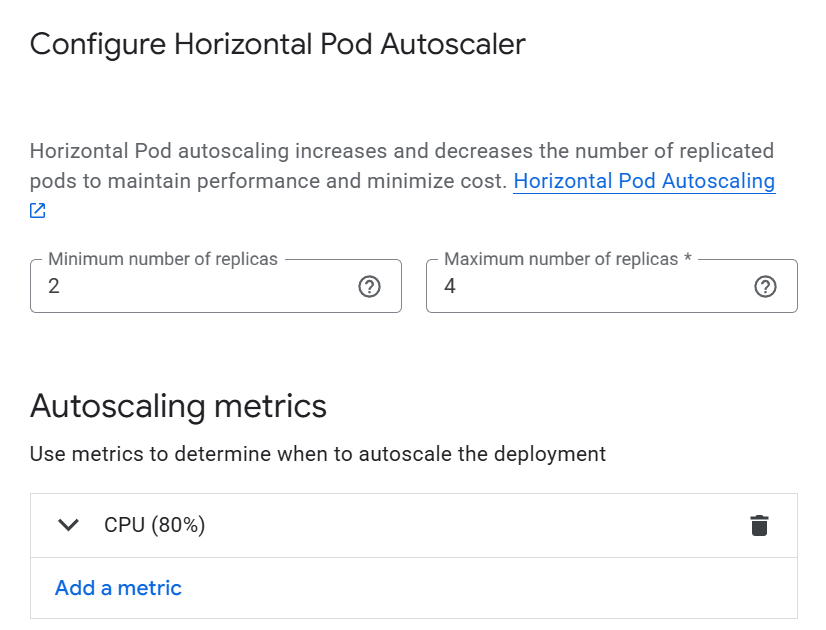 Configure Horizontal Pod Autoscaler
Horizontal Pod autoscaling increases and decreases the number of replicated
pods to maintain performance and minimize cost. Horizontal Pod Autoscaling
Minimum number of replicas
2
Maximum number of replicas *
4
Autoscaling metrics
Use metrics to determine when to autoscale the deployment
CPU (80%)
Add a metric